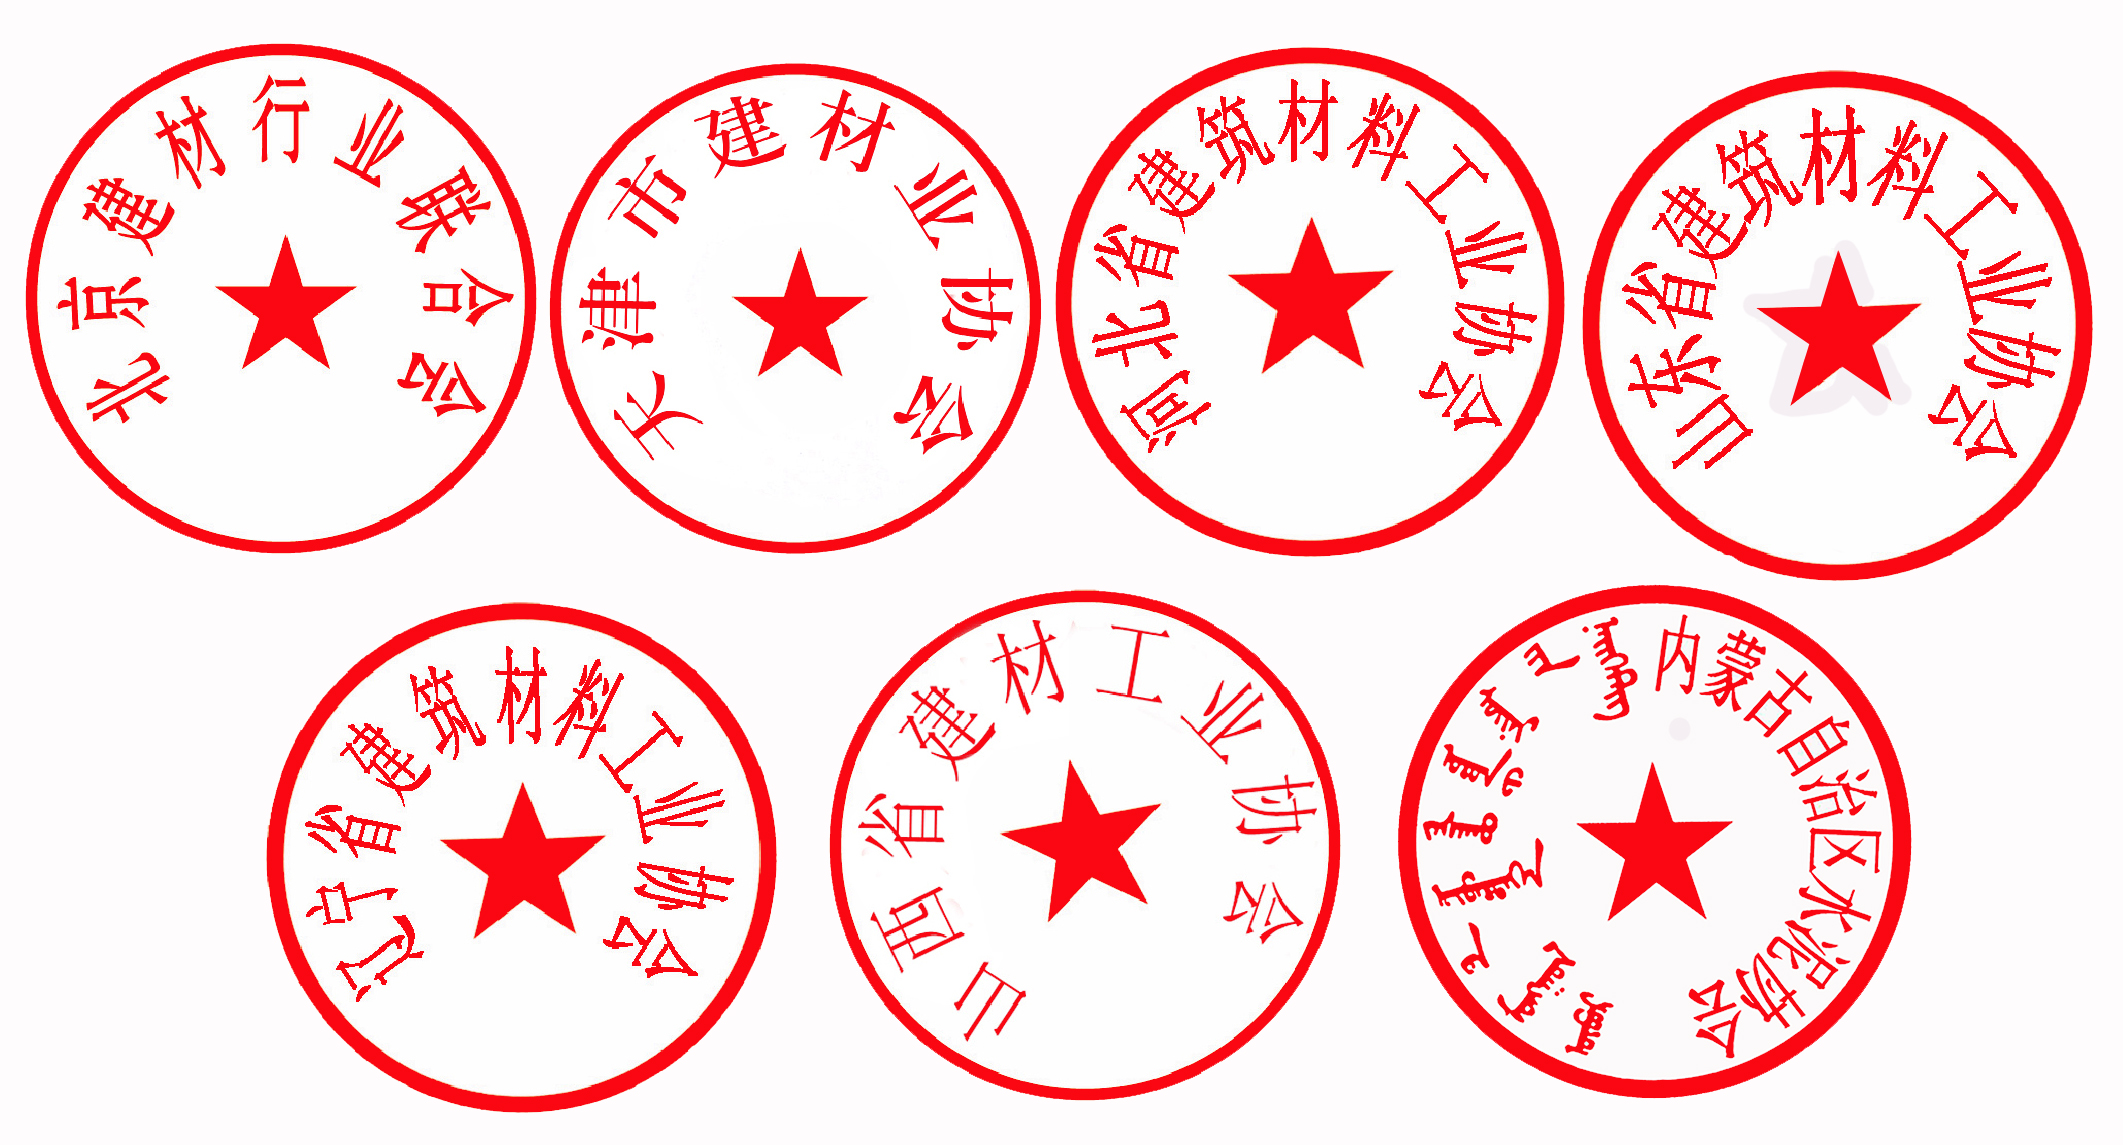 北京建材行业联合会
天津市建材业协会
河北省建筑材料工业协会
山东省建筑材料工业协会
辽宁省建筑材料工业协会
山西省建材工业协会
内蒙古自治区水泥协会